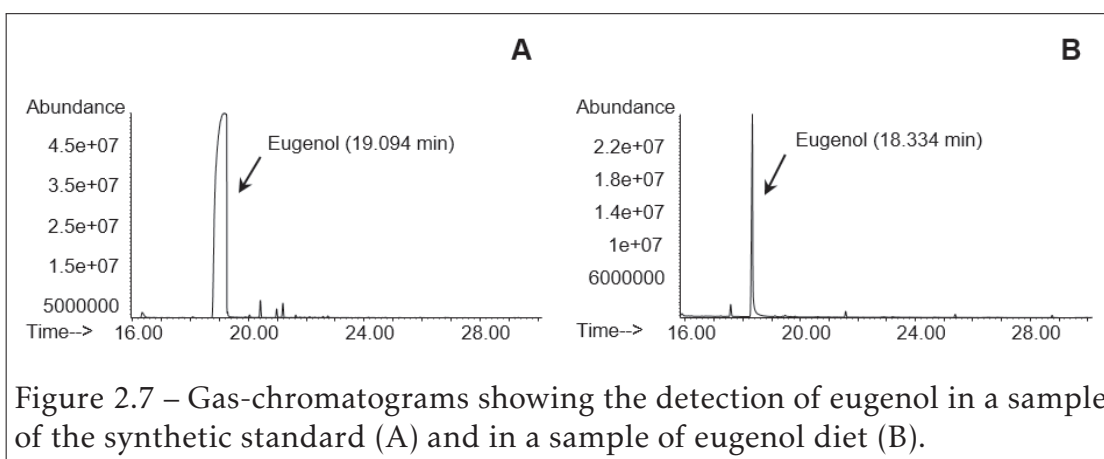 A
Abundance
4.5e+07
3.5e+07
2.5e+07
1.5e+07
5000000
Time-->
16.00 20.00 24.00 28.00
Eugenol (19.094 min)
B
Abundance
2.2e+07
1.8e+07
1.4e+07
1e+07
6000000
Time-->
16.00 20.00 24.00 28.00
Eugenol (18.334 min)
Figure 2.7 – Gas-chromatograms showing the detection of eugenol in a sample
of the synthetic standard (A) and in a sample of eugenol diet (B).